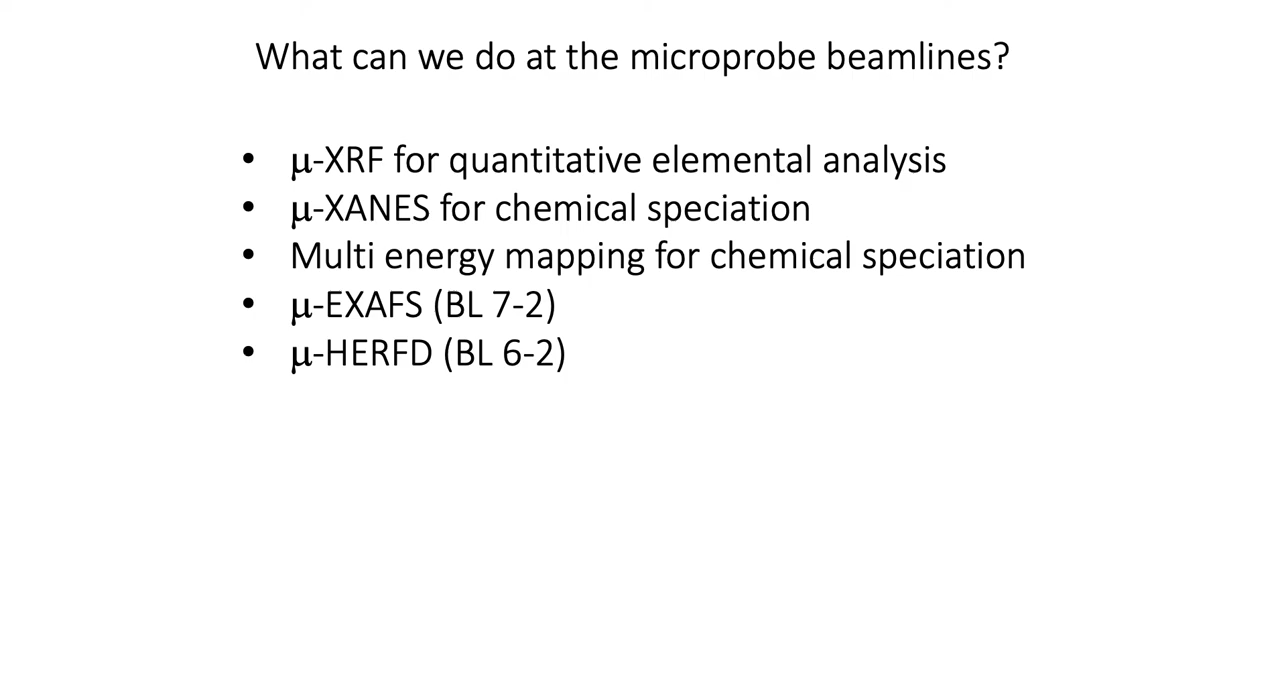 What can we do at the microprobe beamlines?
• μ-XRF for quantitative elemental analysis
• μ-XANES for chemical speciation
• Multi energy mapping for chemical speciation
• μ-EXAFS (BL 7-2)
• μ-HERFD (BL 6-2)